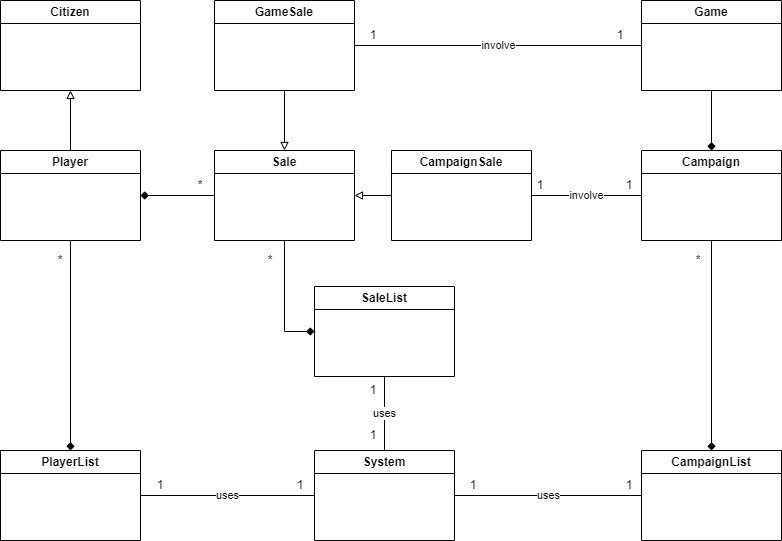 Citizen
GameSale
Game
1
involve
1
Player
Sale
CampaignSale
Campaign
*
1
involve
1
*
*
*
SaleList
1
uses
1
PlayerList
System
CampaignList
1
uses
1
1
uses
1